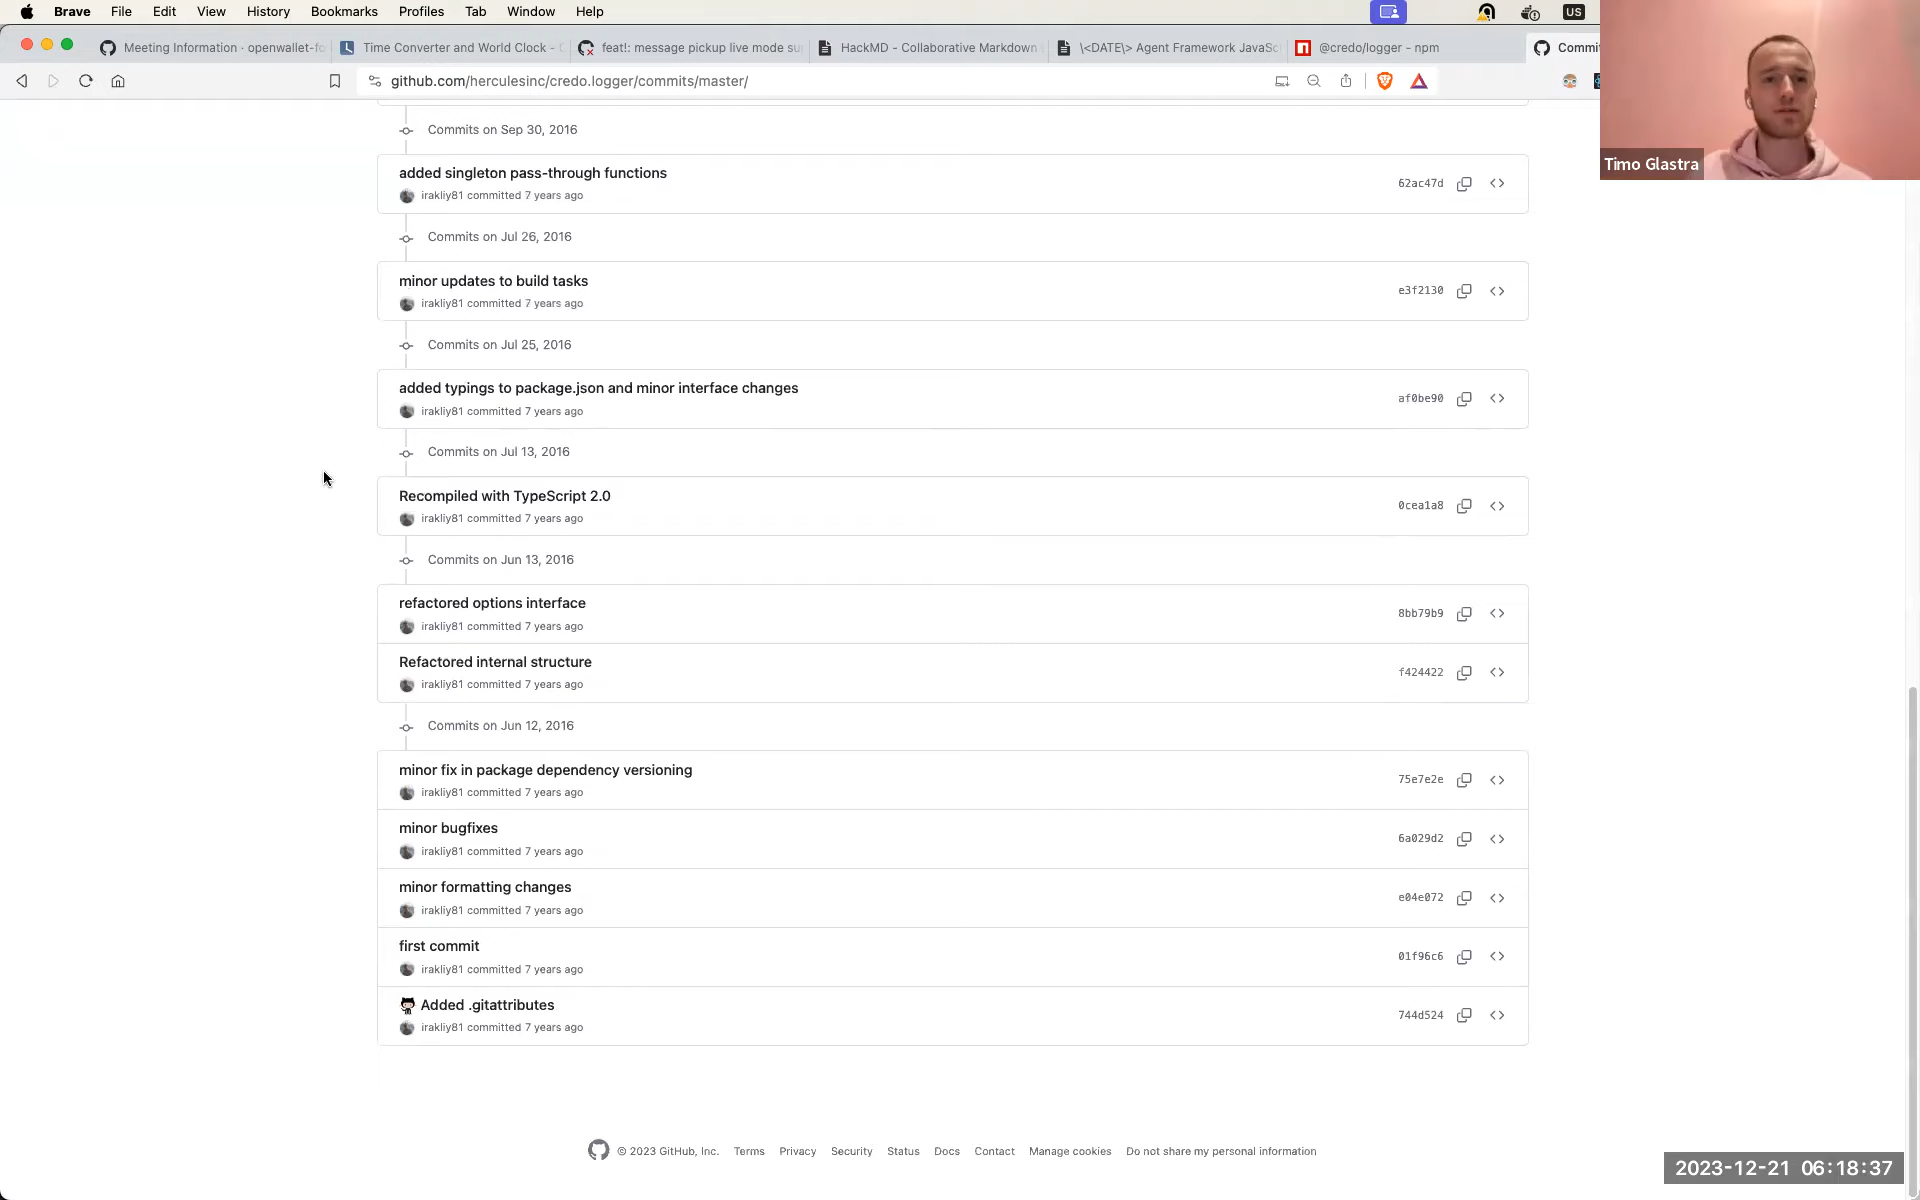 Brave File Edit View History Bookmarks Profiles Tab Window Help US
Meeting Information · openwallet-fo Time Converter and World Clock - feat!: message pickup live mode su HackMD - Collaborative Markdown \<DATE\> Agent Framework JavaSc @credo/logger - npm Commi
github.com/herculesinc/credo.logger/commits/master/
Timo Glastra
Commits on Sep 30, 2016
added singleton pass-through functions
irakliy81 committed 7 years ago
62ac47d
Commits on Jul 26, 2016
minor updates to build tasks
irakliy81 committed 7 years ago
e3f2130
Commits on Jul 25, 2016
added typings to package.json and minor interface changes
irakliy81 committed 7 years ago
af0be90
Commits on Jul 13, 2016
Recompiled with TypeScript 2.0
irakliy81 committed 7 years ago
0cea1a8
Commits on Jun 13, 2016
refactored options interface
irakliy81 committed 7 years ago
8bb79b9
Refactored internal structure
irakliy81 committed 7 years ago
f424422
Commits on Jun 12, 2016
minor fix in package dependency versioning
irakliy81 committed 7 years ago
75e7e2e
minor bugfixes
irakliy81 committed 7 years ago
6a029d2
minor formatting changes
irakliy81 committed 7 years ago
e04e072
first commit
irakliy81 committed 7 years ago
01f96c6
Added .gitattributes
irakliy81 committed 7 years ago
744d524
© 2023 GitHub, Inc. Terms Privacy Security Status Docs Contact Manage cookies Do not share my personal information
2023-12-21 06:18:37